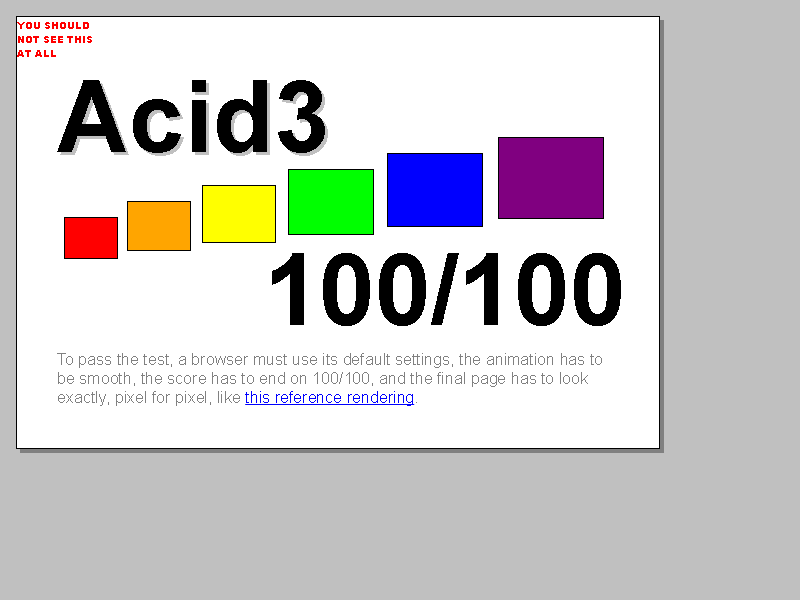 YOU SHOULD
NOT SEE THIS
AT ALL
Acid3
100/100
To pass the test, a browser must use its default settings, the animation has to
be smooth, the score has to end on 100/100, and the final page has to look
exactly, pixel for pixel, like this reference rendering.